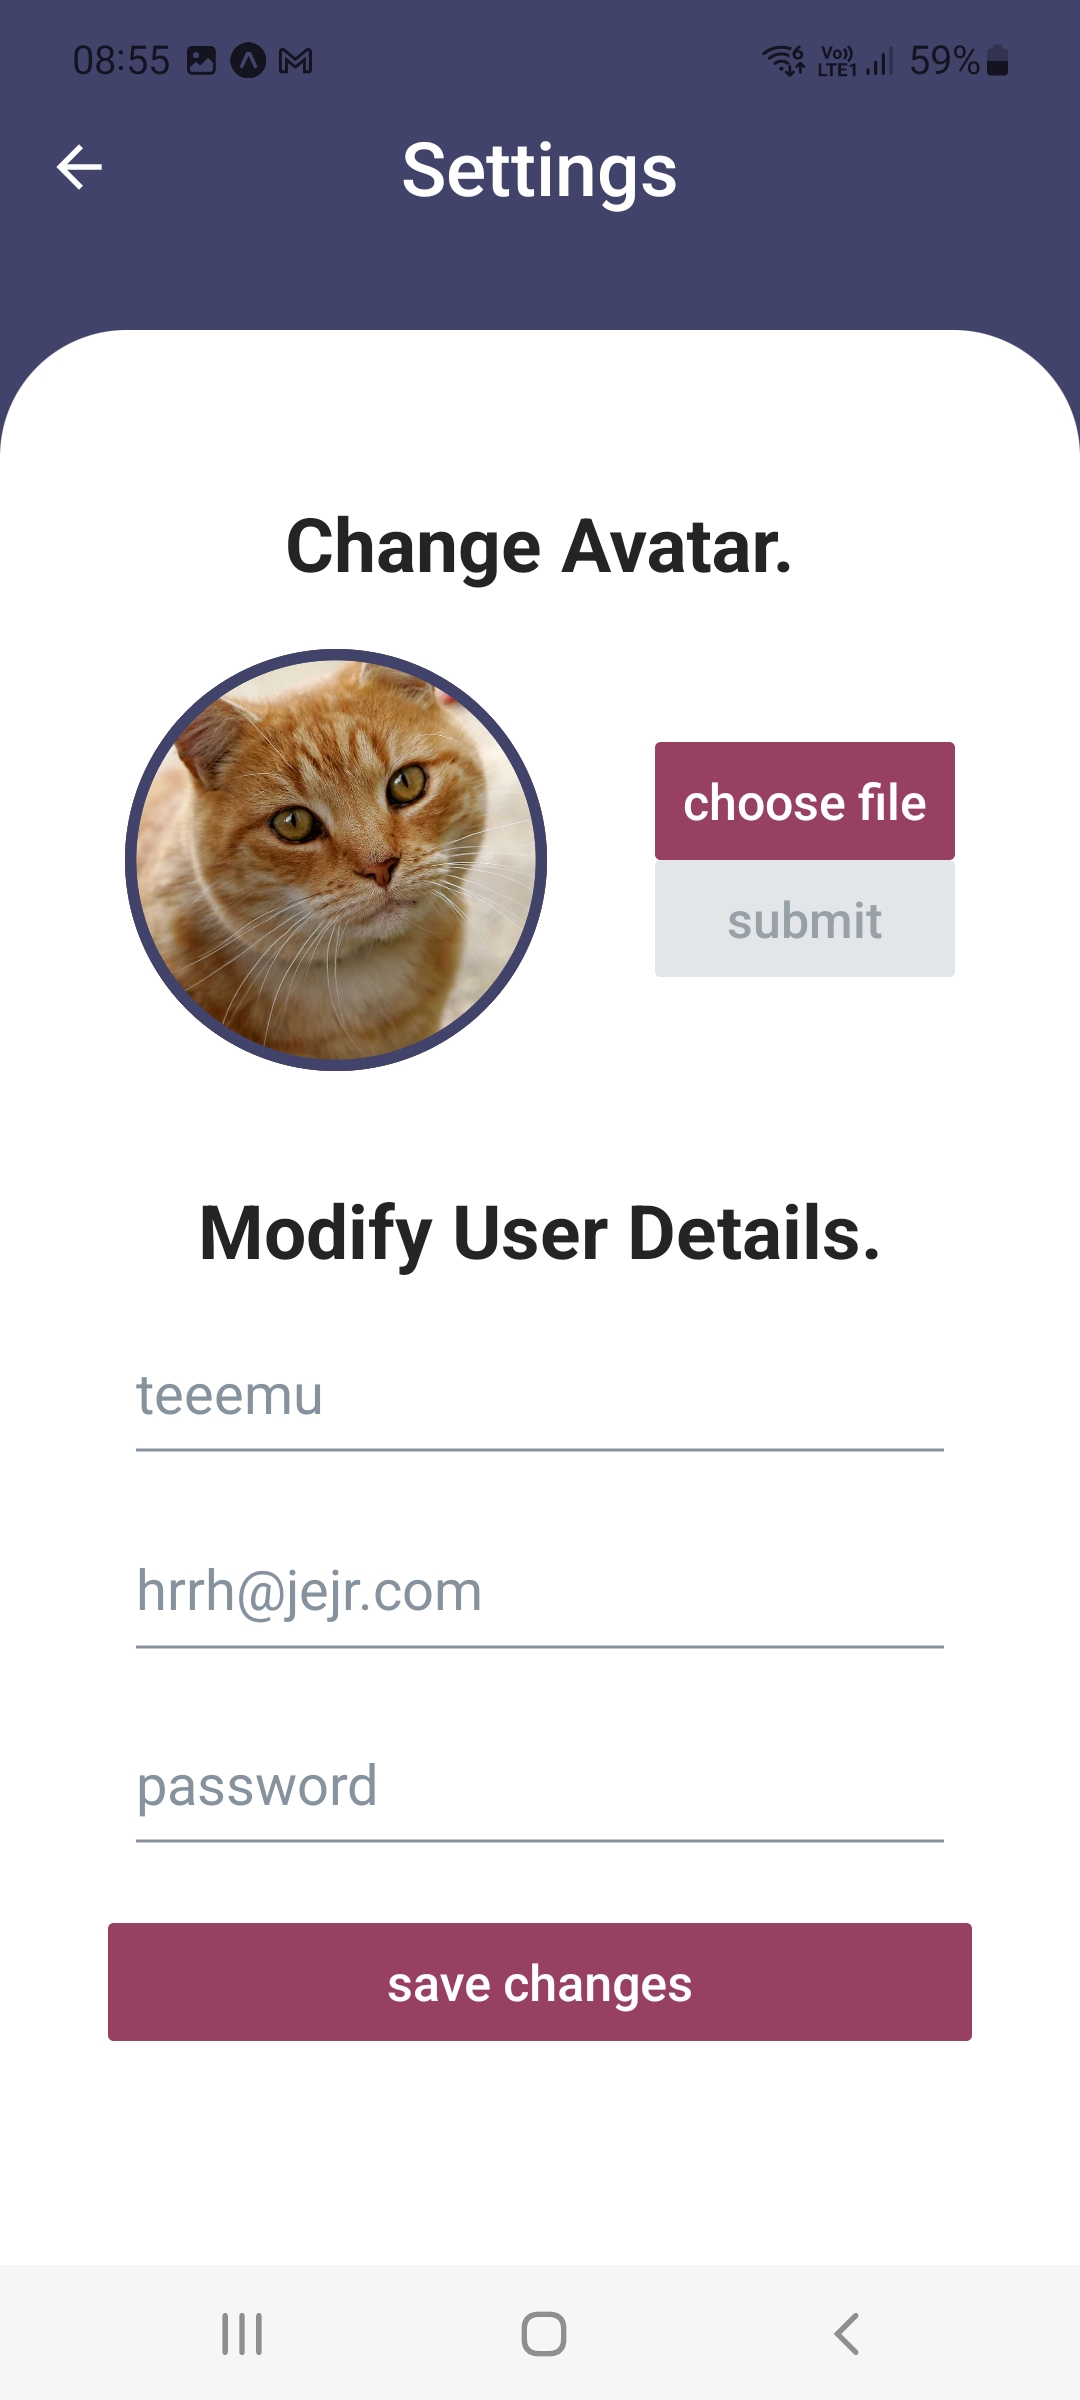 08:55 6 Vo)) LTE1 59%
Settings
Change Avatar.
choose file
submit
Modify User Details.
teeemu
hrrh@jejr.com
password
save changes